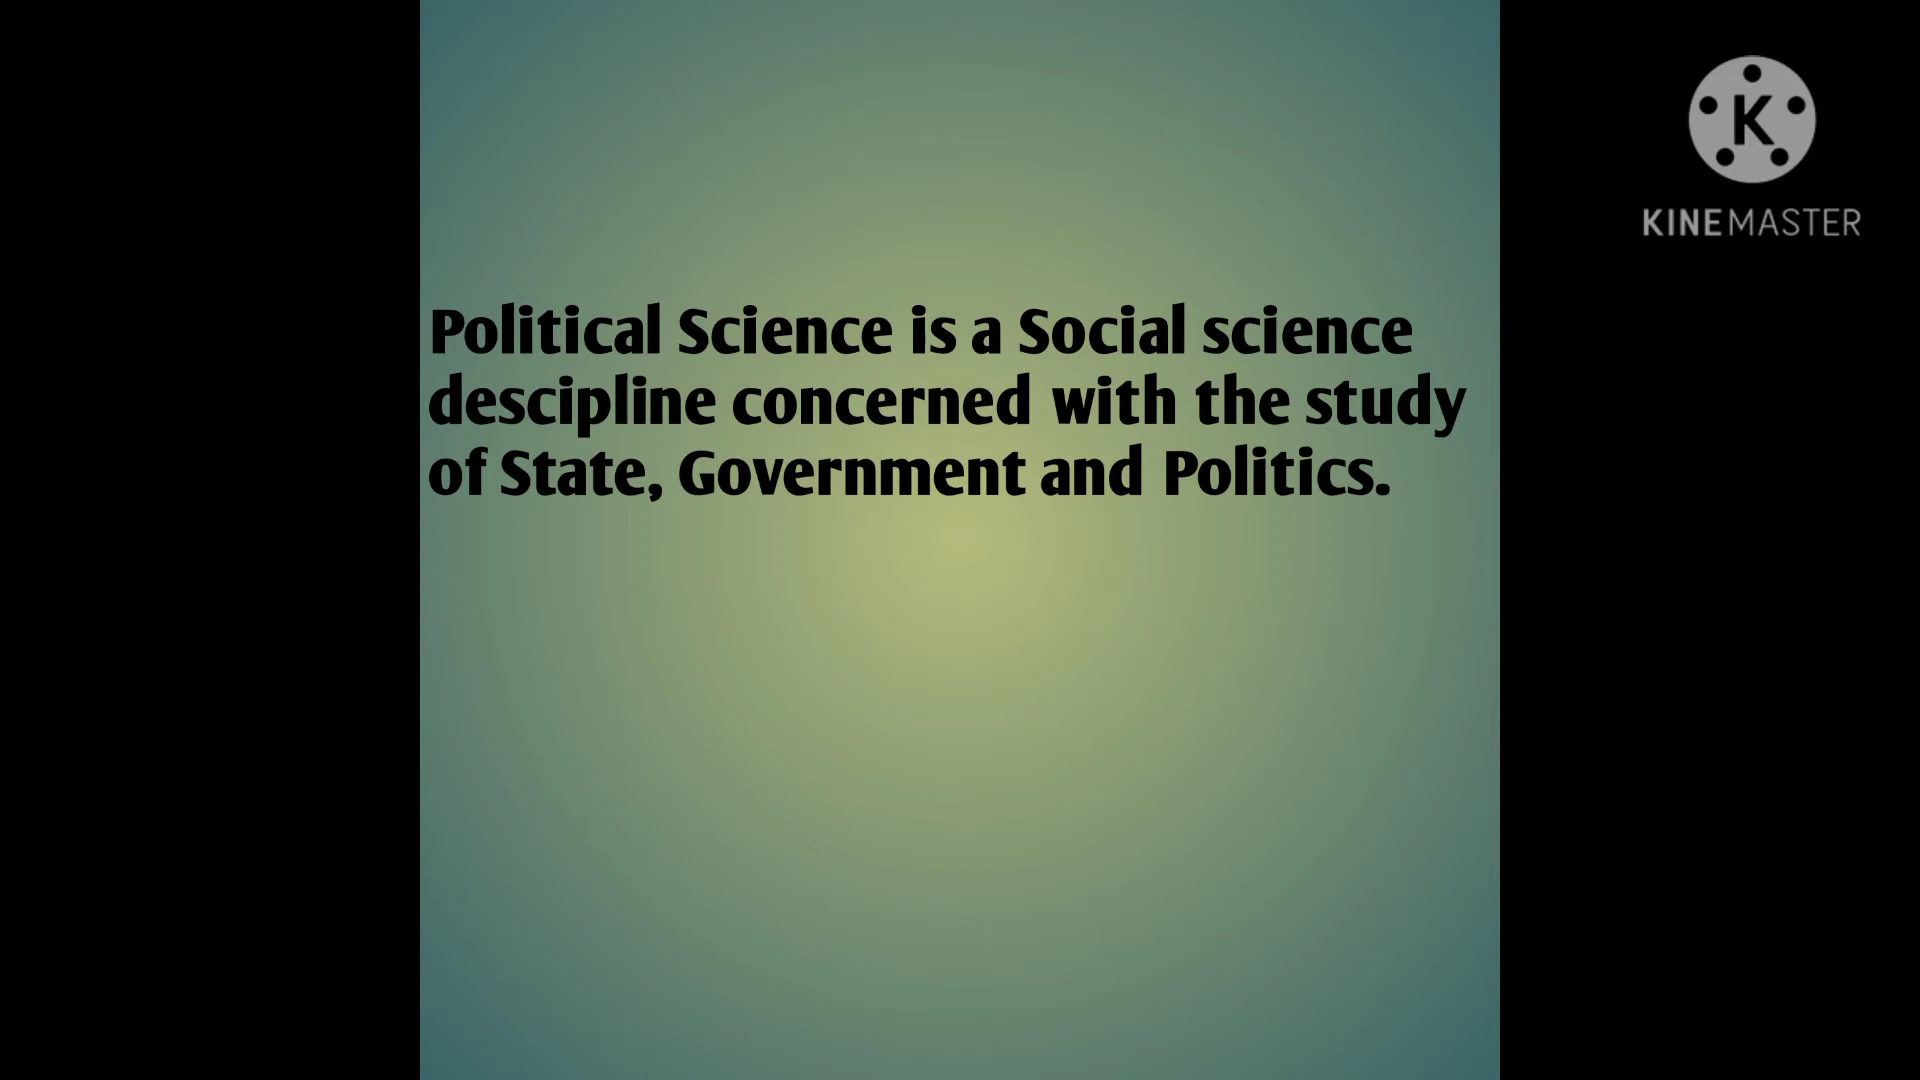 Political Science is a Social science
descipline concerned with the study
of State, Government and Politics.
K
KINEMASTER